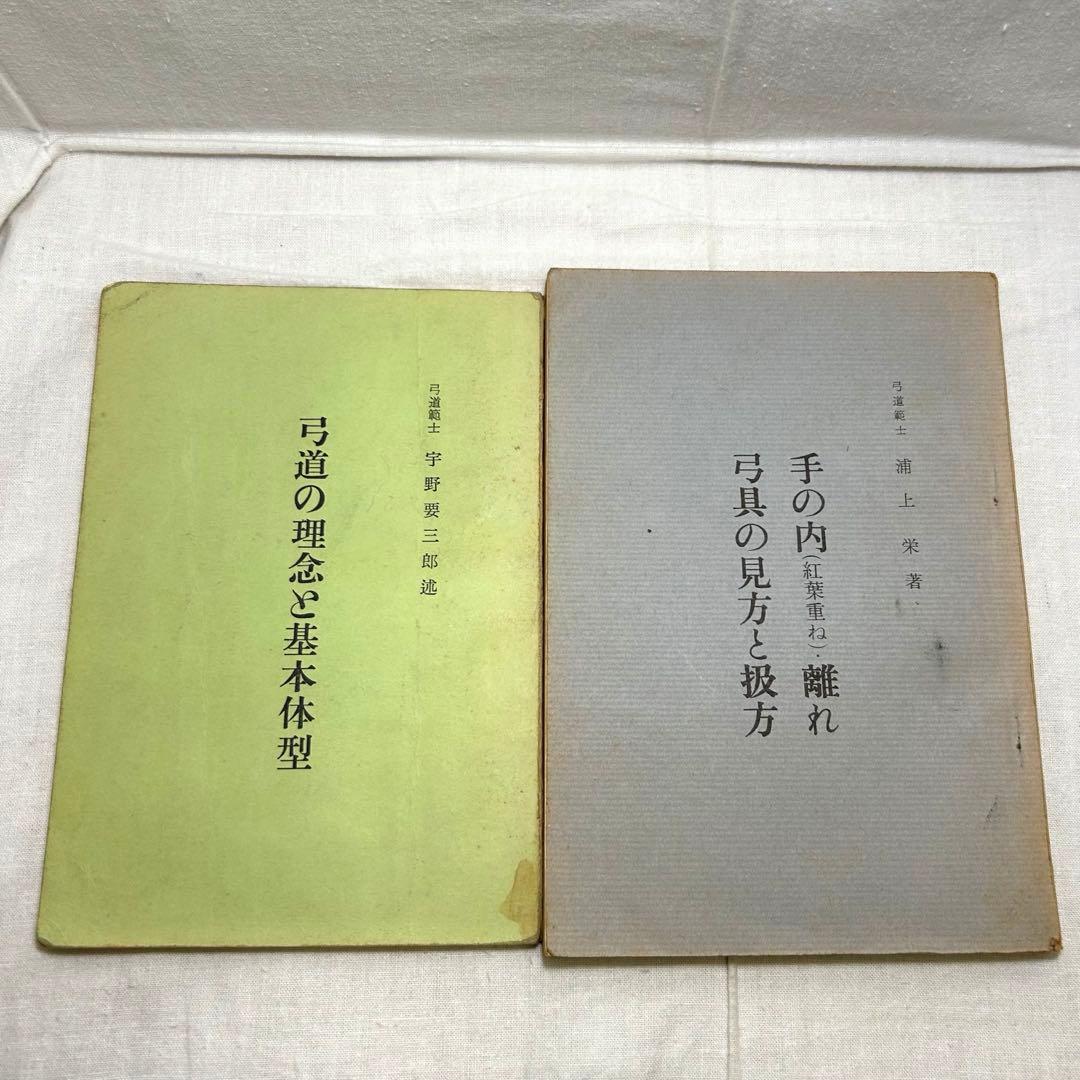 弓道範士 宇野要三郎述
弓道の理念と基本体型
弓道範士 浦上栄著
手の内(紅葉重ね)・離れ
弓具の見方と扱方